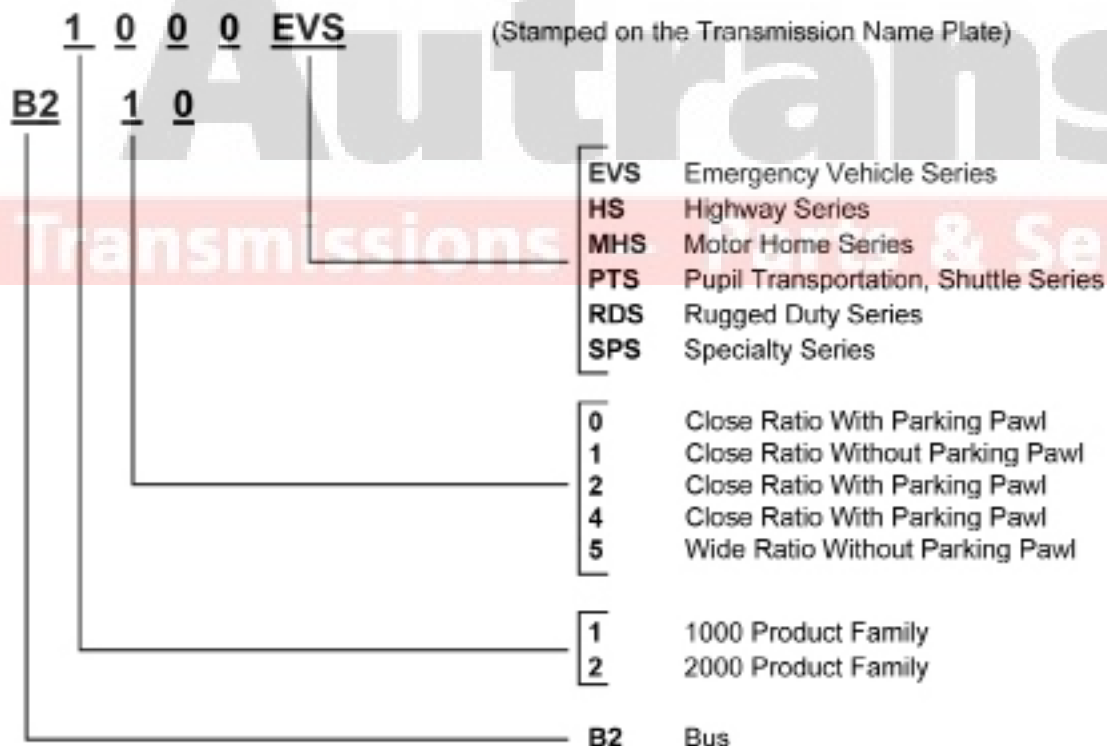 1 0 0 0 EVS (Stamped on the Transmission Name Plate)
B2 1 0
Autrans
Transmissions - Parts & Se
EVS Emergency Vehicle Series
HS Highway Series
MHS Motor Home Series
PTS Pupil Transportation, Shuttle Series
RDS Rugged Duty Series
SPS Specialty Series
0 Close Ratio With Parking Pawl
1 Close Ratio Without Parking Pawl
2 Close Ratio With Parking Pawl
4 Close Ratio With Parking Pawl
5 Wide Ratio Without Parking Pawl
1 1000 Product Family
2 2000 Product Family
B2 Bus